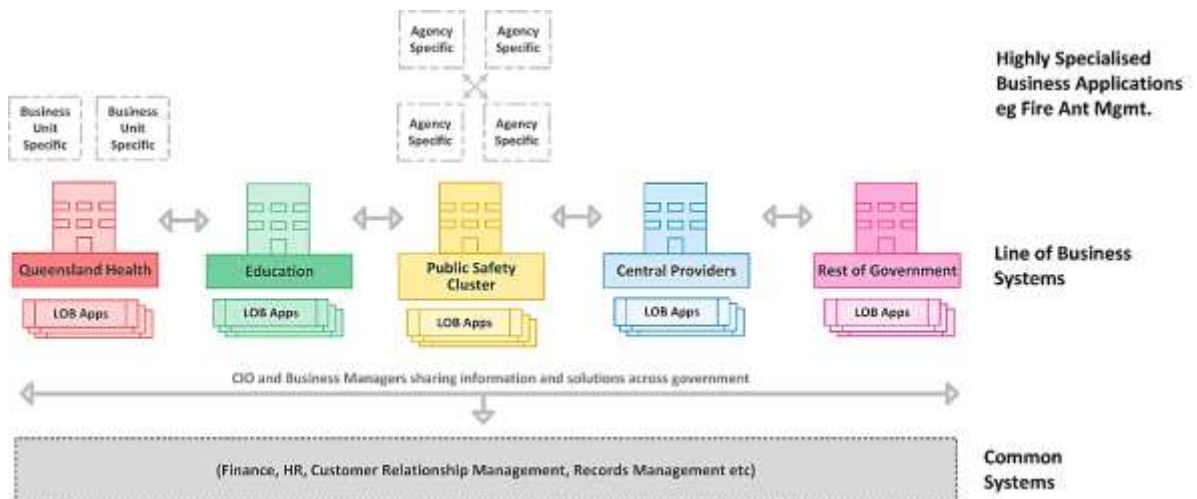 Agency
Specific
Agency
Specific
Highly Specialised
Business Applications
eg Fire Ant Mgmt.
Business
Unit
Specific
Business
Unit
Specific
Agency
Specific
Agency
Specific
Queensland Health
Education
Public Safety
Cluster
Central Providers
Rest of Government
Line of Business
Systems
LOB Apps
LOB Apps
LOB Apps
LOB Apps
LOB Apps
CIO and Business Managers sharing information and solutions across government
(Finance, HR, Customer Relationship Management, Records Management etc)
Common
Systems